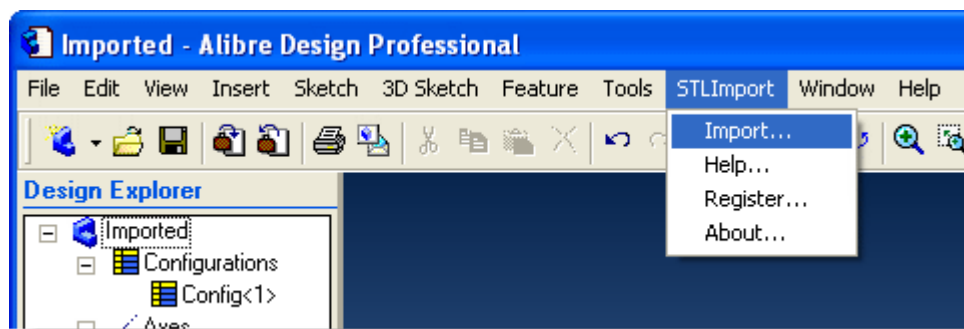 Imported - Alibre Design Professional
File Edit View Insert Sketch 3D Sketch Feature Tools STLImport Window Help
Import...
Help...
Register...
About...
Design Explorer
Imported
Configurations
Config<1>
Axes